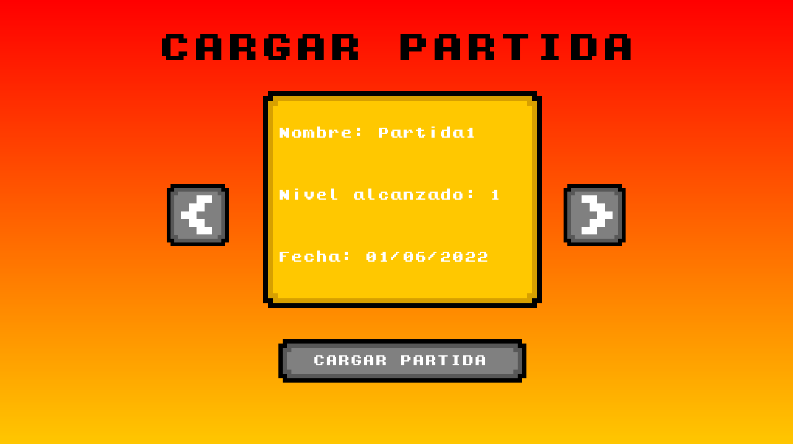 CARGAR PARTIDA
Nombre: Partida1
Nivel alcanzado: 1
Fecha: 01/06/2022
CARGAR PARTIDA